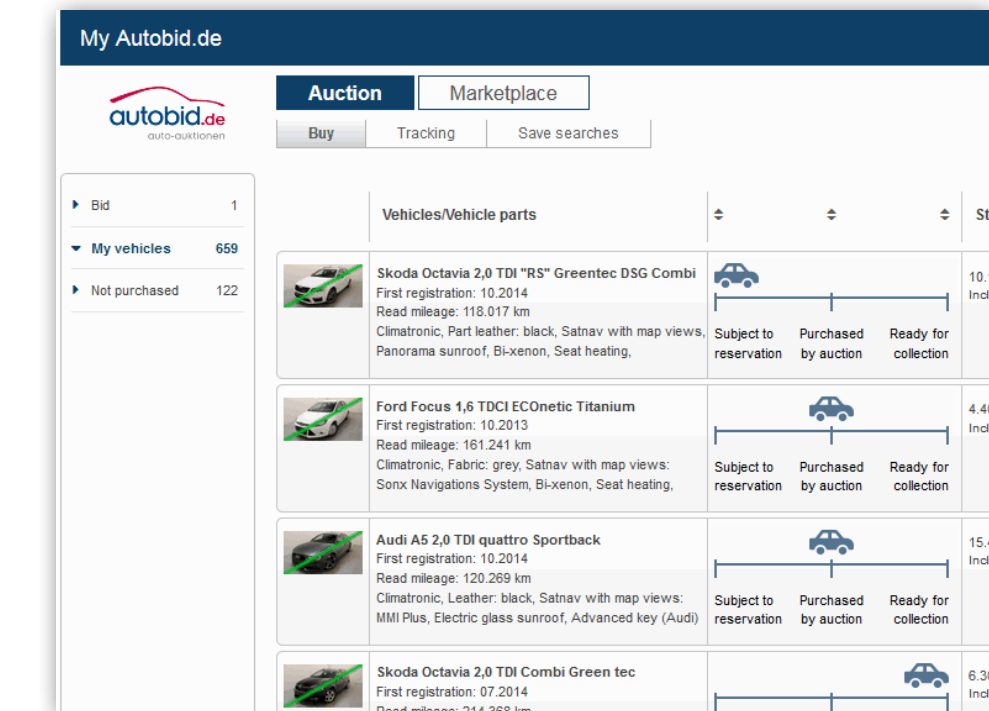 My Autobid.de
autobid.de
auto-auktionen
Auction
Marketplace
Buy
Tracking
Save searches
Bid 1
My vehicles 659
Not purchased 122
Vehicles/Vehicle parts
Skoda Octavia 2,0 TDI "RS" Greentec DSG Combi
First registration: 10.2014
Read mileage: 118.017 km
Climatronic, Part leather: black, Satnav with map views,
Panorama sunroof, Bi-xenon, Seat heating,
Subject to reservation
Purchased by auction
Ready for collection
Ford Focus 1,6 TDCI ECOnetic Titanium
First registration: 10.2013
Read mileage: 161.241 km
Climatronic, Fabric: grey, Satnav with map views:
Sonx Navigations System, Bi-xenon, Seat heating,
Subject to reservation
Purchased by auction
Ready for collection
Audi A5 2,0 TDI quattro Sportback
First registration: 10.2014
Read mileage: 120.269 km
Climatronic, Leather: black, Satnav with map views:
MMI Plus, Electric glass sunroof, Advanced key (Audi)
Subject to reservation
Purchased by auction
Ready for collection
Skoda Octavia 2,0 TDI Combi Green tec
First registration: 07.2014
Read mileage: 214.368 km